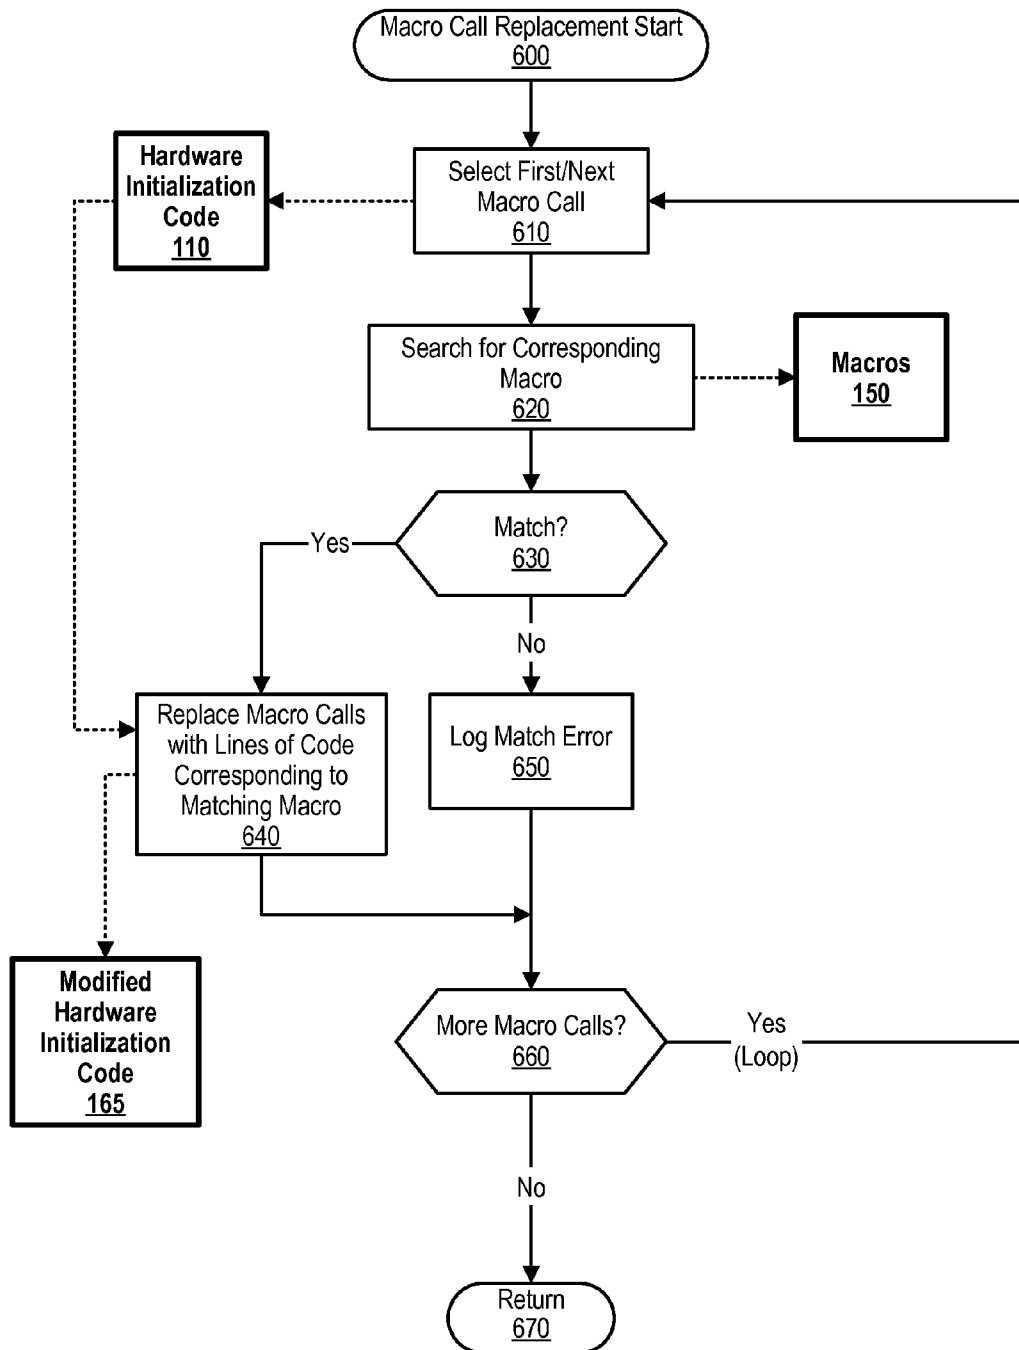 Macro Call Replacement Start
600
Hardware
Initialization
Code
110
Select First/Next
Macro Call
610
Search for Corresponding
Macro
620
Macros
150
Match?
630
Yes
No
Replace Macro Calls
with Lines of Code
Corresponding to
Matching Macro
640
Log Match Error
650
Modified
Hardware
Initialization
Code
165
More Macro Calls?
660
Yes
(Loop)
No
Return
670